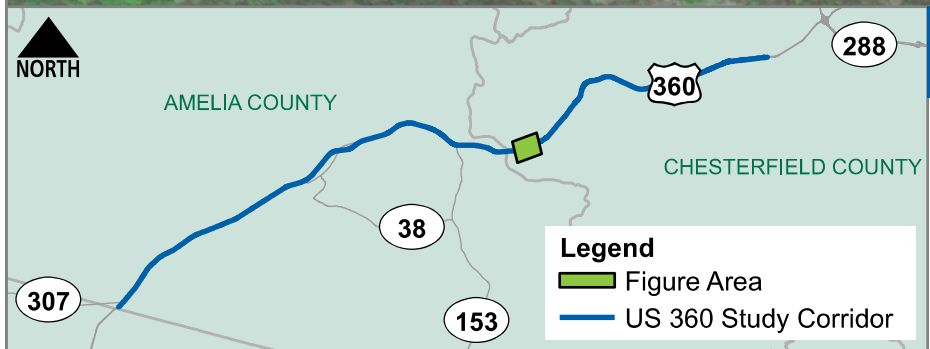 NORTH
288
360
AMELIA COUNTY
CHESTERFIELD COUNTY
38
Legend
Figure Area
307
US 360 Study Corridor
153